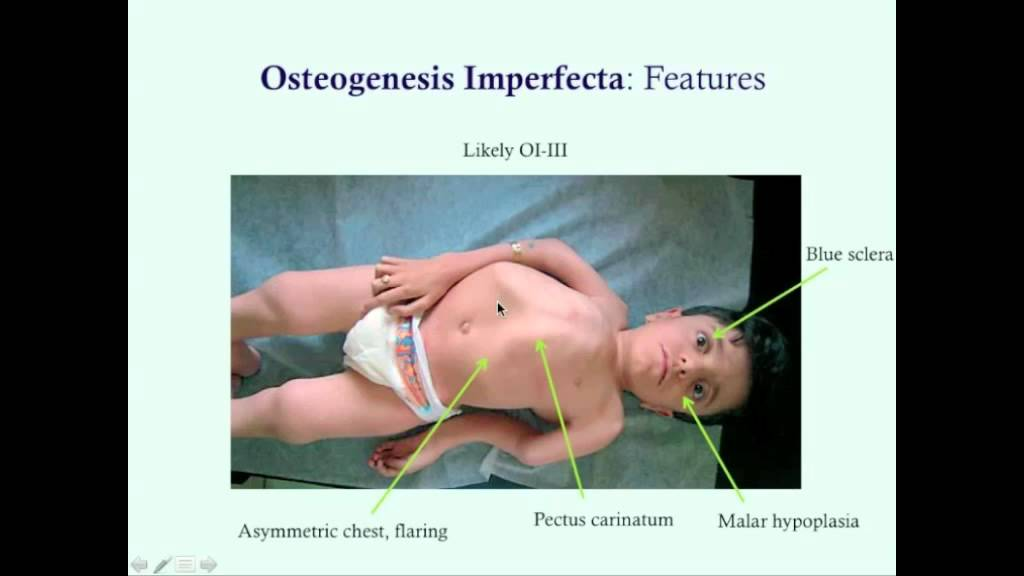 Osteogenesis Imperfecta: Features
Likely OI-III
Blue sclera
Asymmetric chest, flaring
Pectus carinatum
Malar hypoplasia